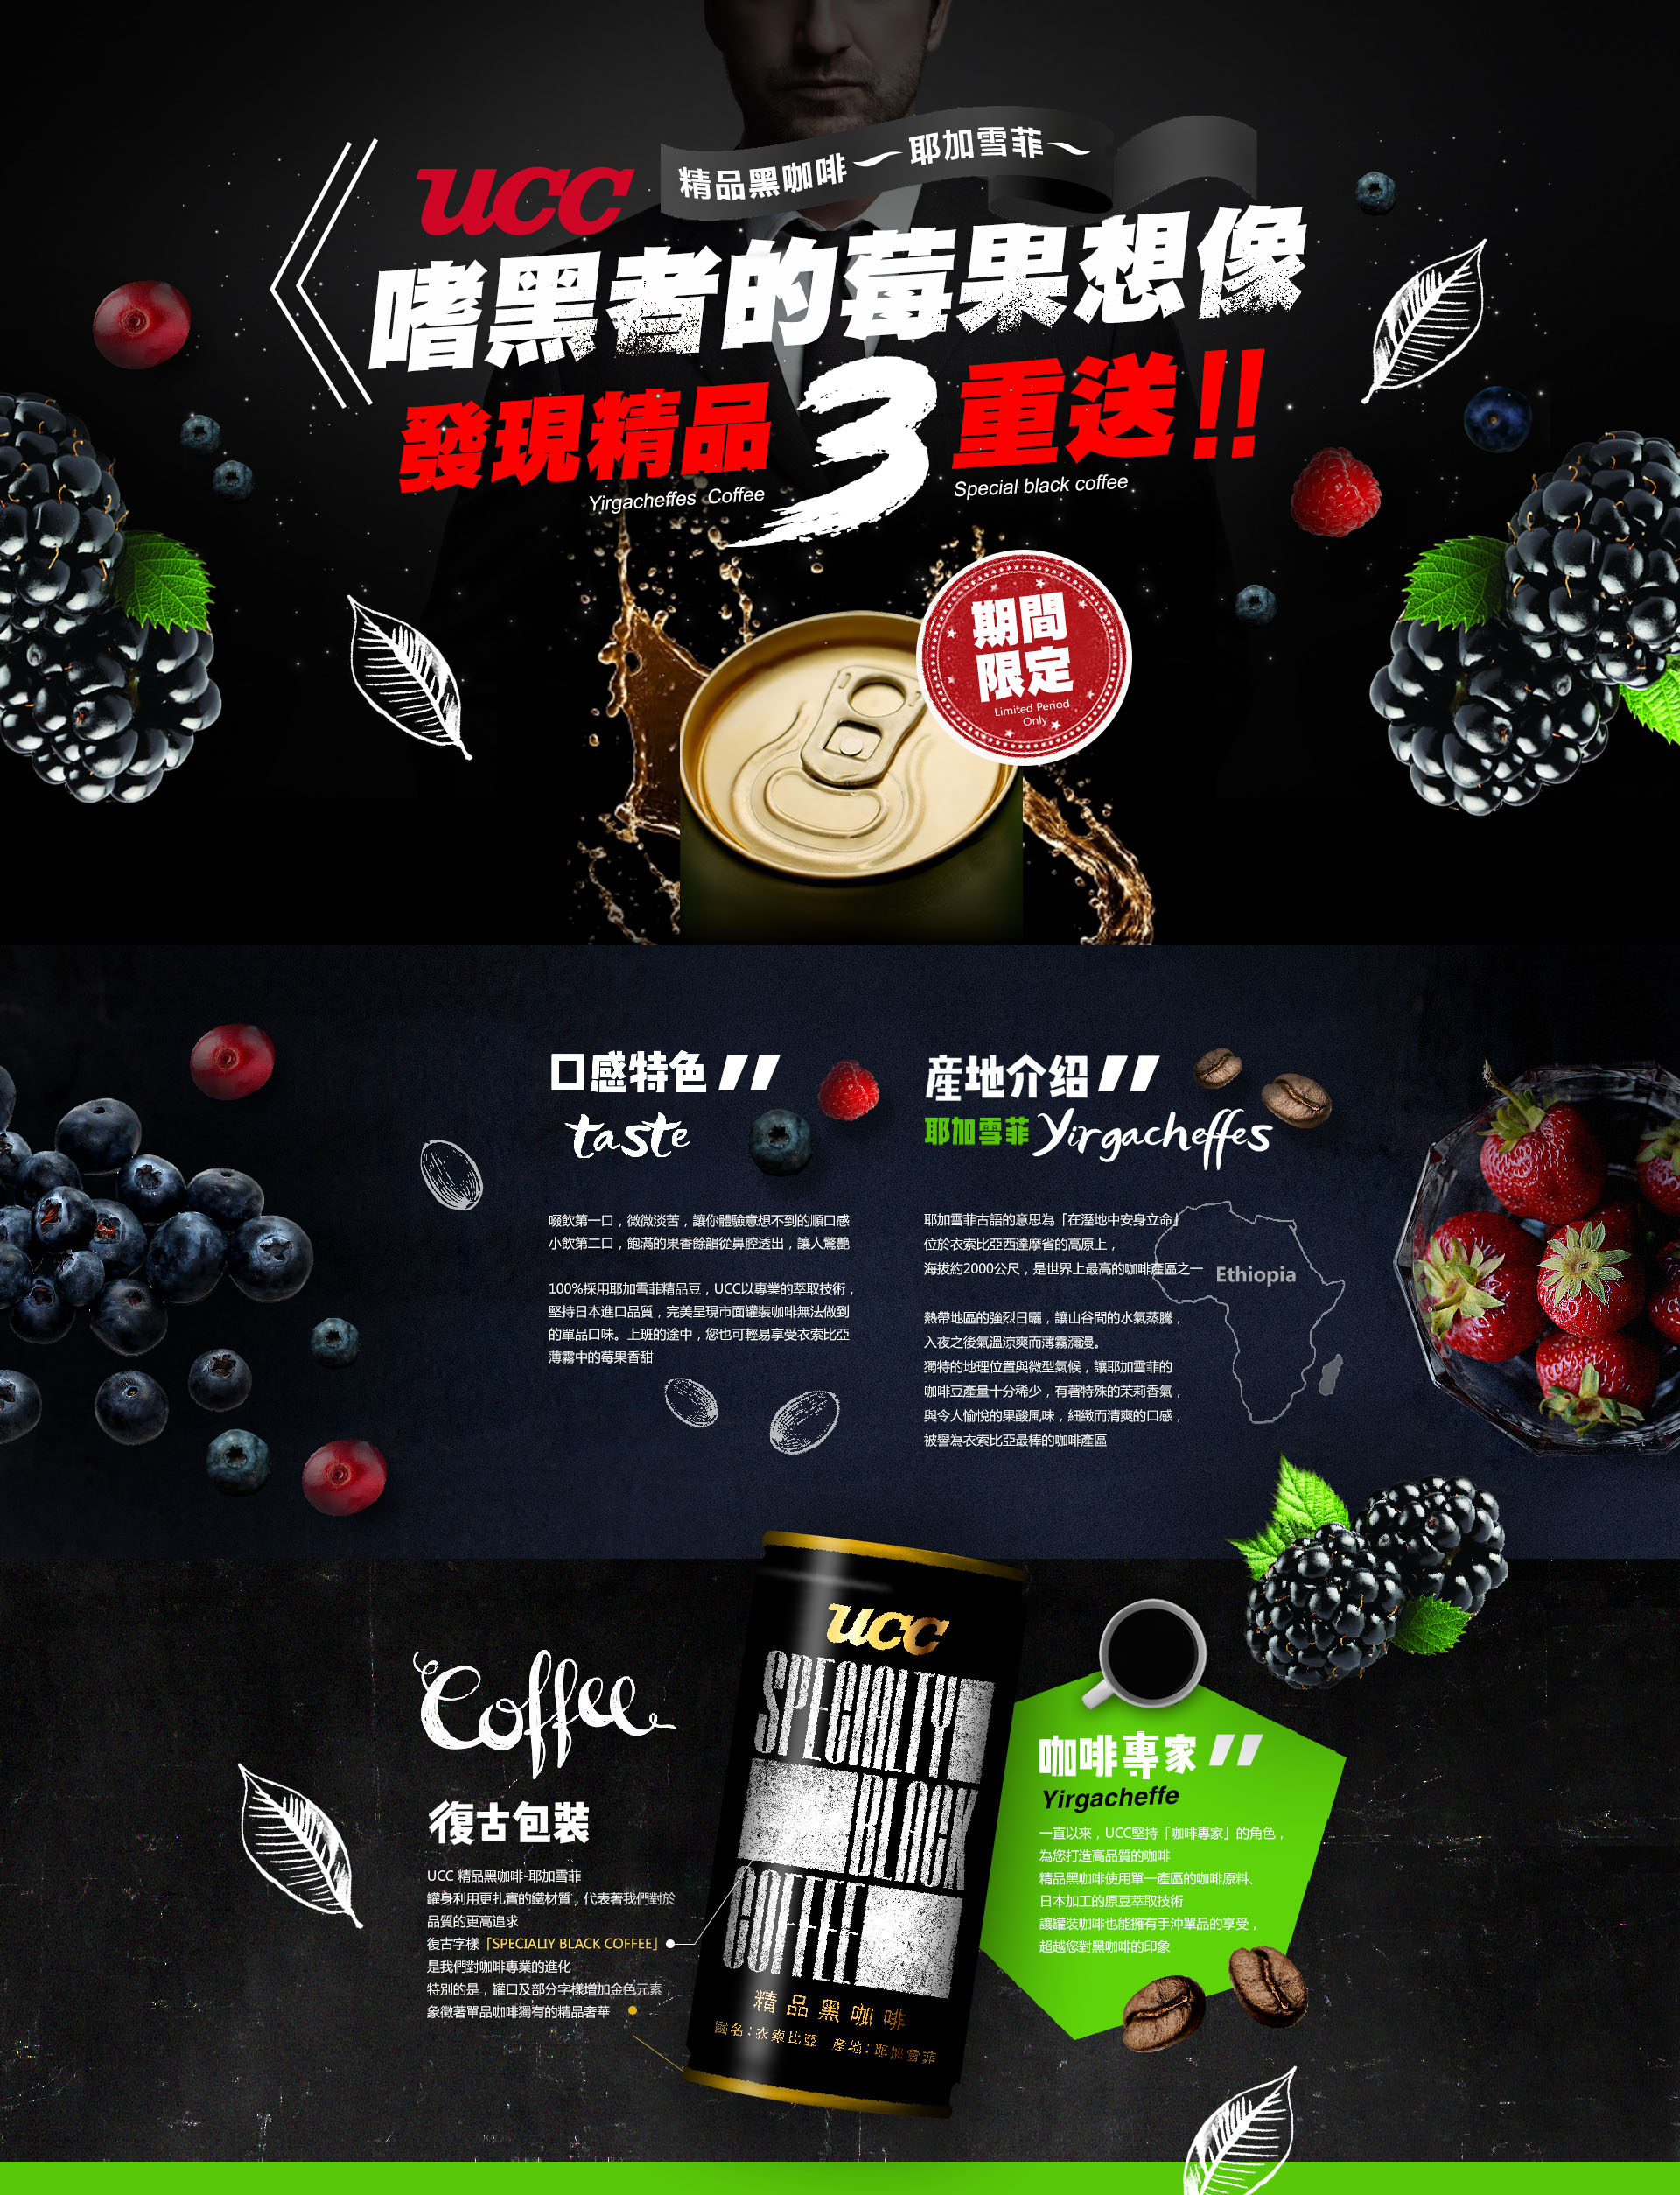 ucc
精品黑咖啡 — 耶加雪菲
嗜黑者的莓果想像
發現精品3重送!!
Yirgacheffes Coffee
Special black coffee
期間
限定
Limited Period
Only
口感特色
taste
啜飲第一口，微微淡苦，讓你體驗意想不到的順口感
小飲第二口，飽滿的果香餘韻從鼻腔透出，讓人驚艷
100%採用耶加雪菲精品豆，UCC以專業的萃取技術，
堅持日本進口品質，完美呈現市面罐裝咖啡無法做到
的單品口味。上班的途中，您也可輕易享受衣索比亞
薄霧中的莓果香甜
産地介绍
耶加雪菲 Yirgacheffes
耶加雪菲古語的意思為「在溼地中安身立命」
位於衣索比亞西達摩省的高原上，
海拔約2000公尺，是世界上最高的咖啡產區之一
Ethiopia
熱帶地區的強烈日曬，讓山谷間的水氣蒸騰，
入夜之後氣溫涼爽而薄霧瀰漫。
獨特的地理位置與微型氣候，讓耶加雪菲的
咖啡豆產量十分稀少，有著特殊的茉莉香氣，
與令人愉悅的果酸風味，細緻而清爽的口感，
被譽為衣索比亞最棒的咖啡產區
Coffee
復古包裝
UCC 精品黑咖啡-耶加雪菲
罐身利用更扎實的鐵材質，代表著我們對於
品質的更高追求
復古字樣「SPECIALIY BLACK COFFEE」
是我們對咖啡專業的進化
特別的是，罐口及部分字樣增加金色元素
象徵著單品咖啡獨有的精品奢華
ucc
SPECIALTY
BLACK
COFFEE
精品黑咖啡
國名：衣索比亞 產地：耶加雪菲
咖啡專家
Yirgacheffe
一直以來，UCC堅持「咖啡專家」的角色，
為您打造高品質的咖啡
精品黑咖啡使用單一產區的咖啡原料、
日本加工的原豆萃取技術
讓罐裝咖啡也能擁有手沖單品的享受，
超越您對黑咖啡的印象